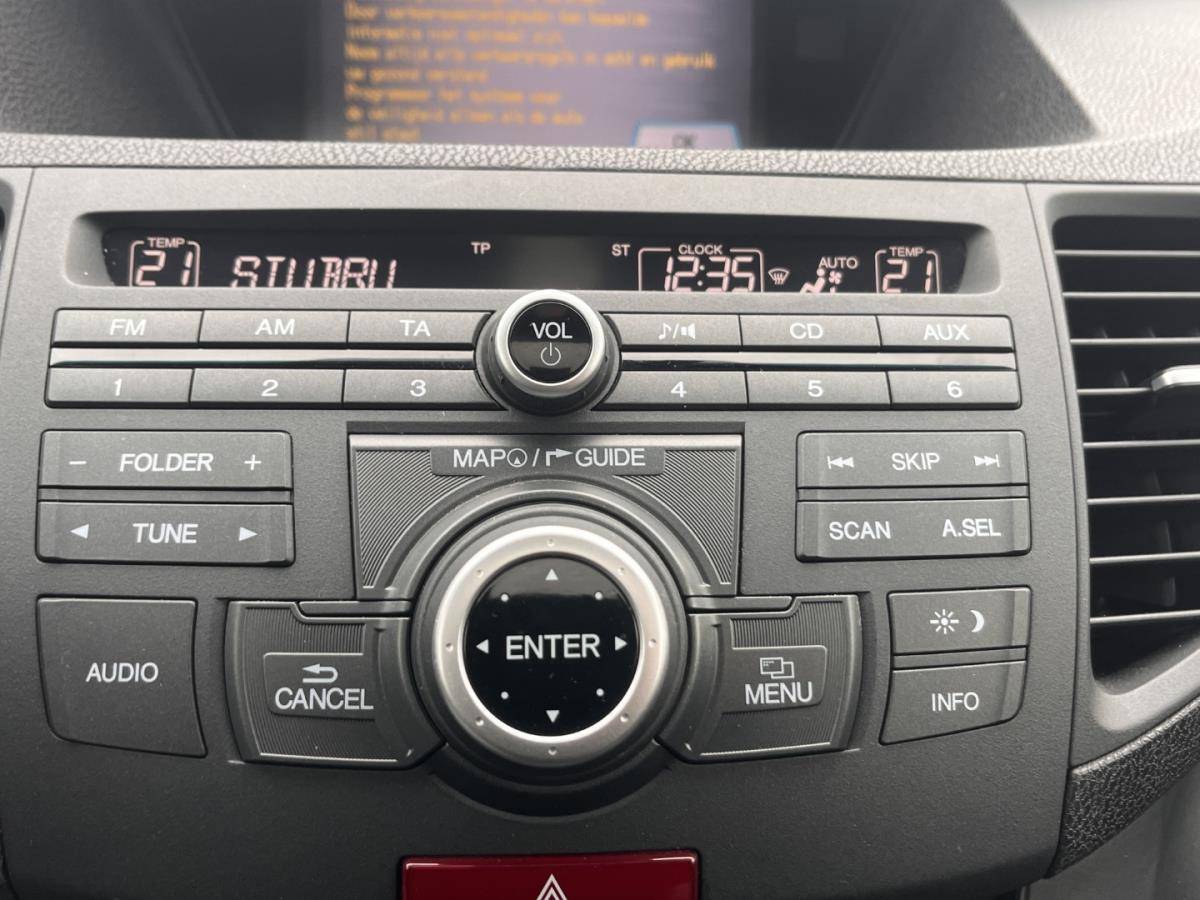 Door verkeersomstandigheden kan bepaalde
informatie niet optimaal zijn.
Neem altijd alle verkeersregels in acht en gebruik
uw gezond verstand.
Programmeer het systeem voor
de veiligheid alleen als de auto
stil staat.
OK
TEMP TP ST CLOCK AUTO TEMP
21 STUBRU 12:35 21
FM AM TA VOL CD AUX
1 2 3 4 5 6
MAP / GUIDE
- FOLDER + SKIP
TUNE SCAN A.SEL
ENTER
AUDIO CANCEL MENU INFO